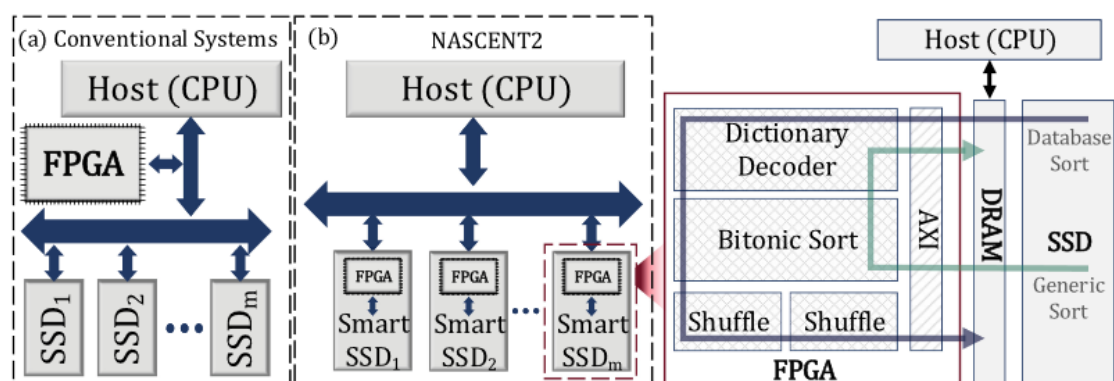 (a) Conventional Systems
Host (CPU)
FPGA
SSD1
SSD2
•••
SSDm
(b) NASCENT2
Host (CPU)
FPGA
Smart
SSD1
FPGA
Smart
SSD2
•••
FPGA
Smart
SSDm
Host (CPU)
Dictionary
Decoder
Bitonic Sort
Shuffle
Shuffle
FPGA
AXI
DRAM
Database
Sort
SSD
Generic
Sort